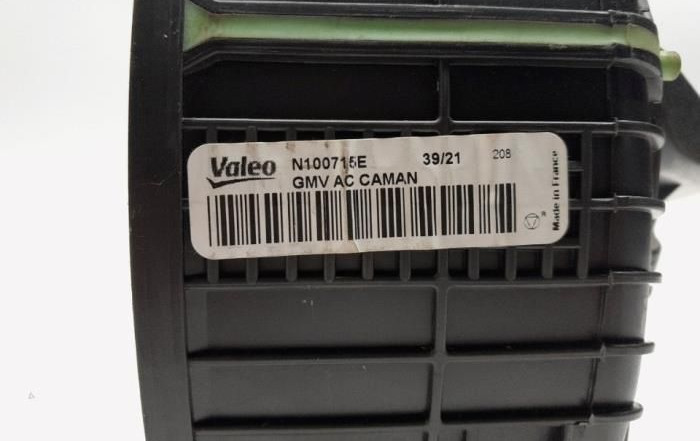 Valeo N100715E 39/21 208
GMV AC CAMAN
Made in France